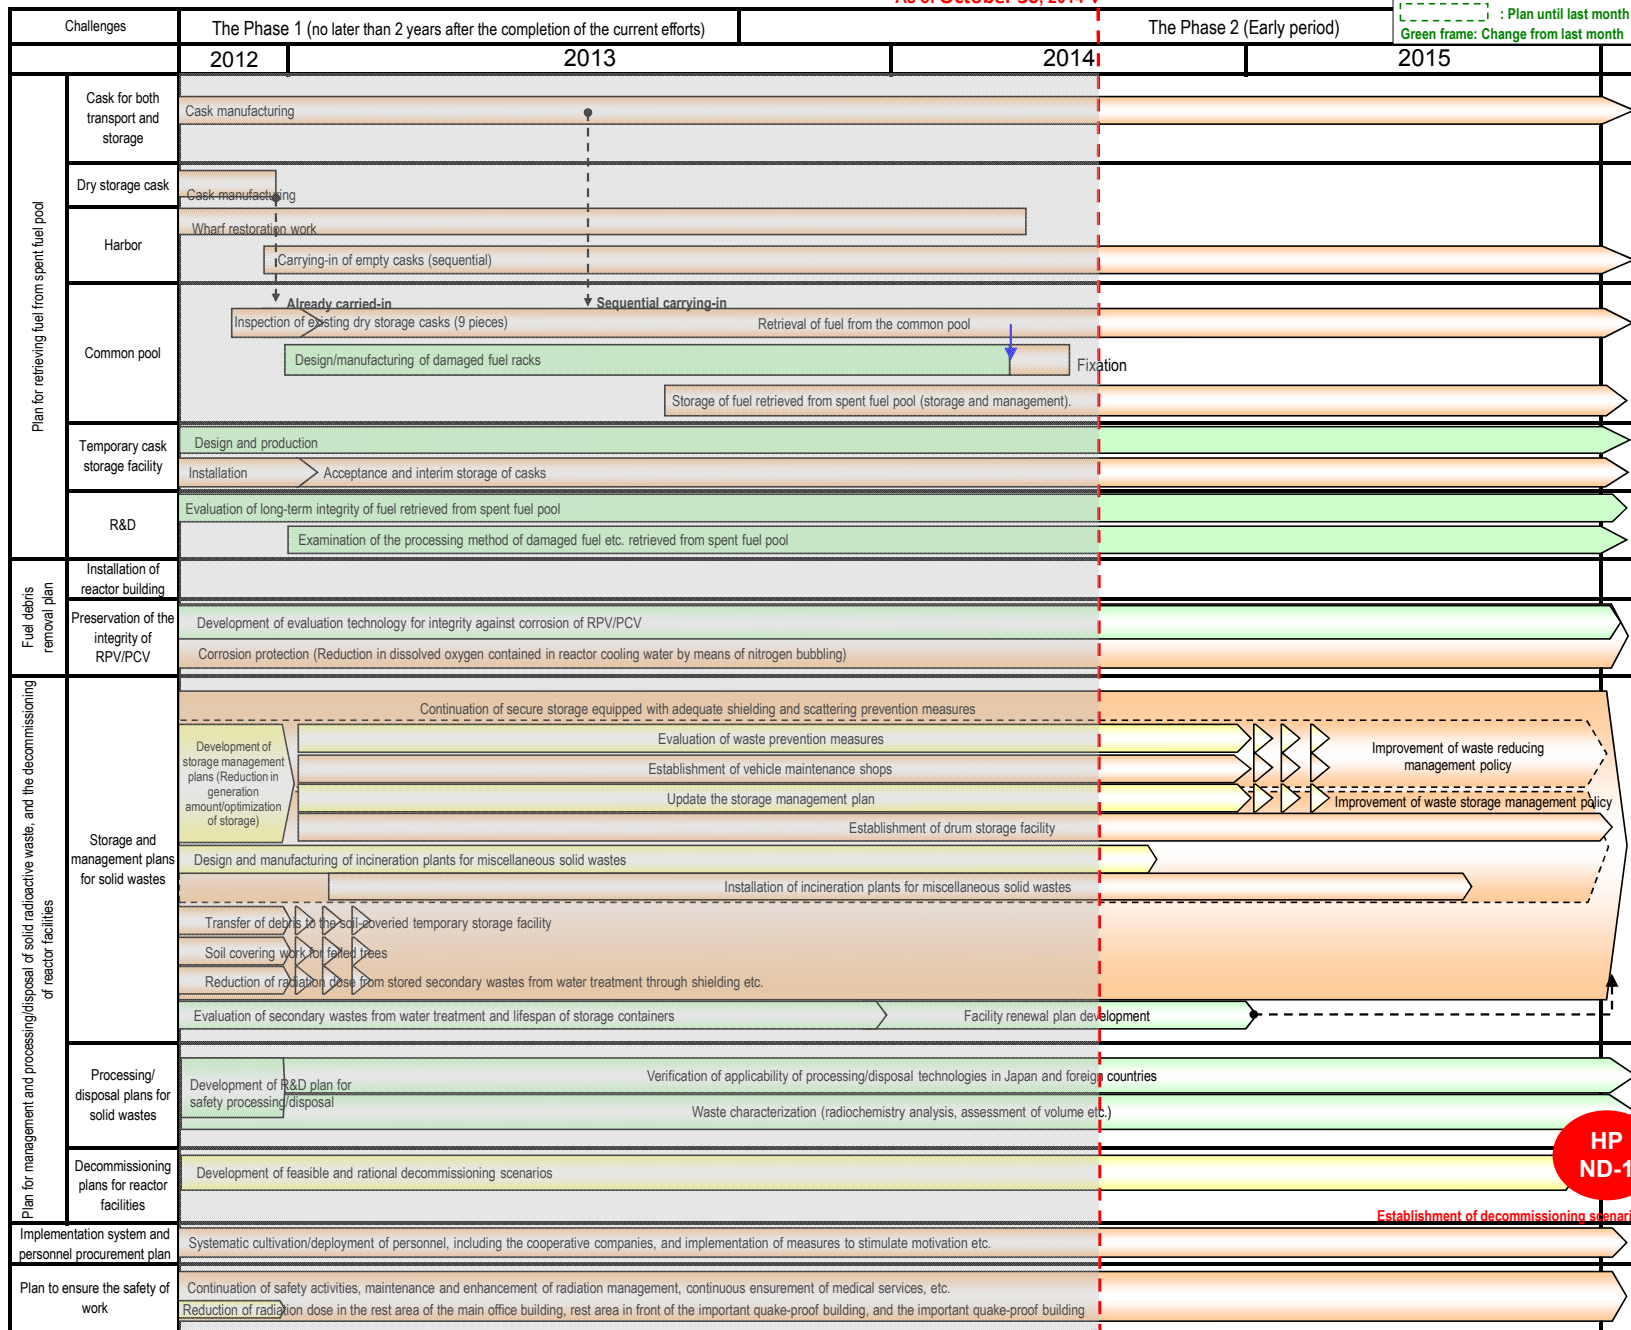 As of October 30, 2014
: Plan until last month
Green frame: Change from last month
Challenges
The Phase 1 (no later than 2 years after the completion of the current efforts)
The Phase 2 (Early period)
2012
2013
2014
2015
Plan for retrieving fuel from spent fuel pool
Cask for both
transport and
storage
Cask manufacturing
Dry storage cask
Cask manufacturing
Harbor
Wharf restoration work
Carrying-in of empty casks (sequential)
Common pool
Already carried-in
Sequential carrying-in
Inspection of existing dry storage casks (9 pieces)
Retrieval of fuel from the common pool
Design/manufacturing of damaged fuel racks
Fixation
Storage of fuel retrieved from spent fuel pool (storage and management).
Temporary cask
storage facility
Design and production
Installation
Acceptance and interim storage of casks
R&D
Evaluation of long-term integrity of fuel retrieved from spent fuel pool
Examination of the processing method of damaged fuel etc. retrieved from spent fuel pool
Fuel debris
removal plan
Installation of
reactor building
Preservation of the
integrity of
RPV/PCV
Development of evaluation technology for integrity against corrosion of RPV/PCV
Corrosion protection (Reduction in dissolved oxygen contained in reactor cooling water by means of nitrogen bubbling)
Plan for management and processing/disposal of solid radioactive waste, and the decommissioning
of reactor facilities
Storage and
management plans
for solid wastes
Continuation of secure storage equipped with adequate shielding and scattering prevention measures
Development of
storage management
plans (Reduction in
generation
amount/optimization
of storage)
Evaluation of waste prevention measures
Establishment of vehicle maintenance shops
Improvement of waste reducing
management policy
Update the storage management plan
Improvement of waste storage management policy
Establishment of drum storage facility
Design and manufacturing of incineration plants for miscellaneous solid wastes
Installation of incineration plants for miscellaneous solid wastes
Transfer of debris to the soil-coveried temporary storage facility
Soil covering work for felled trees
Reduction of radiation dose from stored secondary wastes from water treatment through shielding etc.
Evaluation of secondary wastes from water treatment and lifespan of storage containers
Facility renewal plan development
Processing/
disposal plans for
solid wastes
Development of R&D plan for
safety processing/disposal
Verification of applicability of processing/disposal technologies in Japan and foreign countries
Waste characterization (radiochemistry analysis, assessment of volume etc.)
HP
ND-1
Decommissioning
plans for reactor
facilities
Development of feasible and rational decommissioning scenarios
Establishment of decommissioning scenari
Implementation system and
personnel procurement plan
Systematic cultivation/deployment of personnel, including the cooperative companies, and implementation of measures to stimulate motivation etc.
Plan to ensure the safety of
work
Continuation of safety activities, maintenance and enhancement of radiation management, continuous ensurement of medical services, etc.
Reduction of radiation dose in the rest area of the main office building, rest area in front of the important quake-proof building, and the important quake-proof building